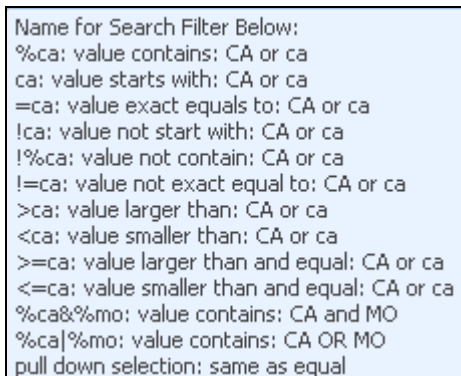 Name for Search Filter Below:
%ca: value contains: CA or ca
ca: value starts with: CA or ca
=ca: value exact equals to: CA or ca
!ca: value not start with: CA or ca
!%ca: value not contain: CA or ca
!=ca: value not exact equal to: CA or ca
>ca: value larger than: CA or ca
<ca: value smaller than: CA or ca
>=ca: value larger than and equal: CA or ca
<=ca: value smaller than and equal: CA or ca
%ca&%mo: value contains: CA and MO
%ca|%mo: value contains: CA OR MO
pull down selection: same as equal